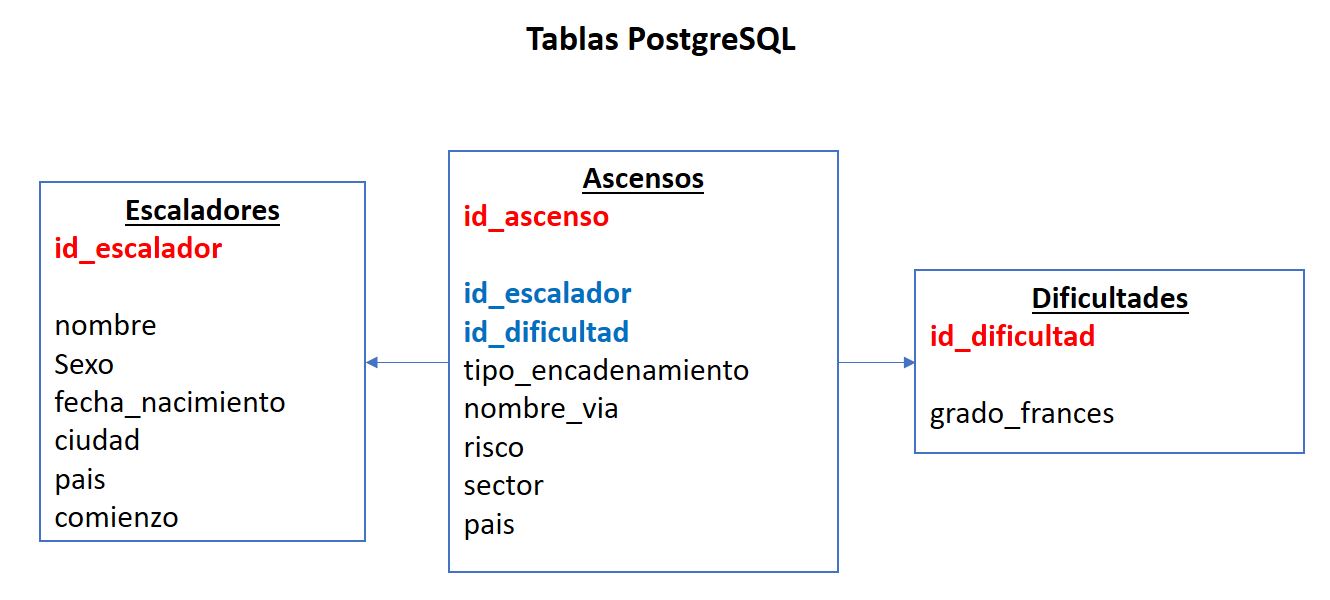 Tablas PostgreSQL
Escaladores
id_escalador
nombre
Sexo
fecha_nacimiento
ciudad
pais
comienzo
Ascensos
id_ascenso
id_escalador
id_dificultad
tipo_encadenamiento
nombre_via
risco
sector
pais
Dificultades
id_dificultad
grado_frances